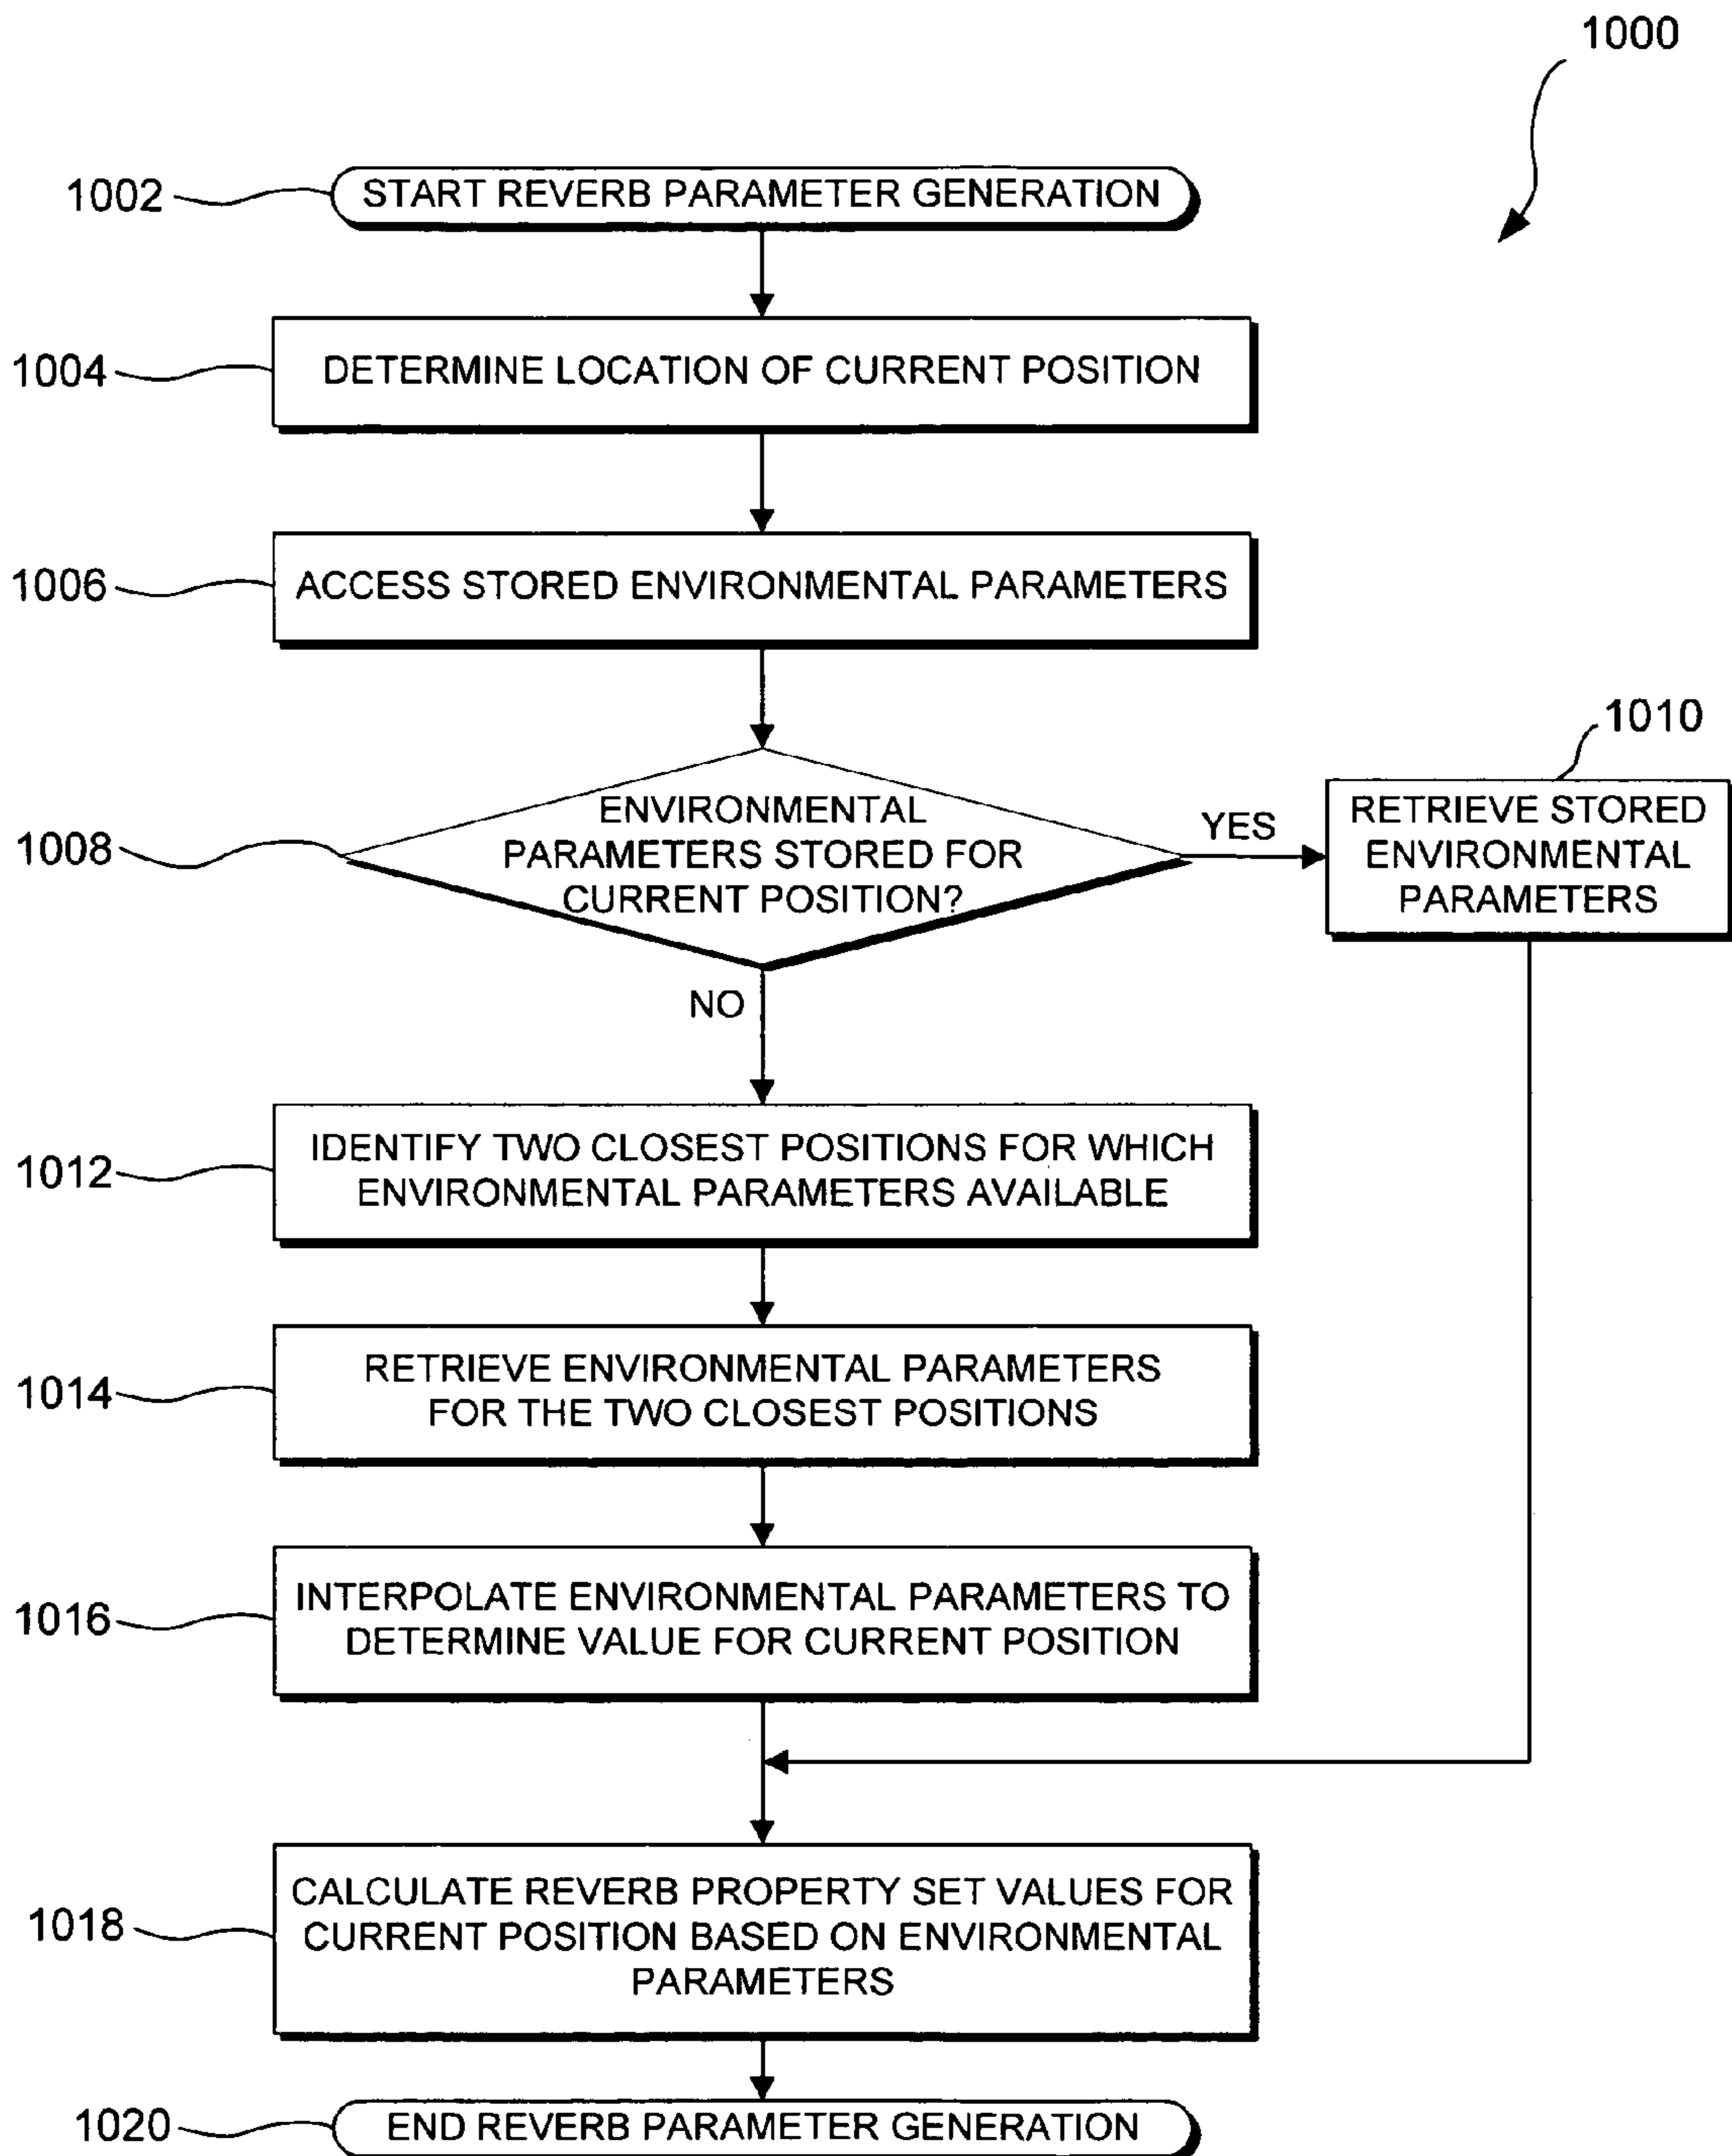 1000
1002
START REVERB PARAMETER GENERATION
1004
DETERMINE LOCATION OF CURRENT POSITION
1006
ACCESS STORED ENVIRONMENTAL PARAMETERS
1008
ENVIRONMENTAL
PARAMETERS STORED FOR
CURRENT POSITION?
YES
1010
RETRIEVE STORED
ENVIRONMENTAL
PARAMETERS
NO
1012
IDENTIFY TWO CLOSEST POSITIONS FOR WHICH
ENVIRONMENTAL PARAMETERS AVAILABLE
1014
RETRIEVE ENVIRONMENTAL PARAMETERS
FOR THE TWO CLOSEST POSITIONS
1016
INTERPOLATE ENVIRONMENTAL PARAMETERS TO
DETERMINE VALUE FOR CURRENT POSITION
1018
CALCULATE REVERB PROPERTY SET VALUES FOR
CURRENT POSITION BASED ON ENVIRONMENTAL
PARAMETERS
1020
END REVERB PARAMETER GENERATION